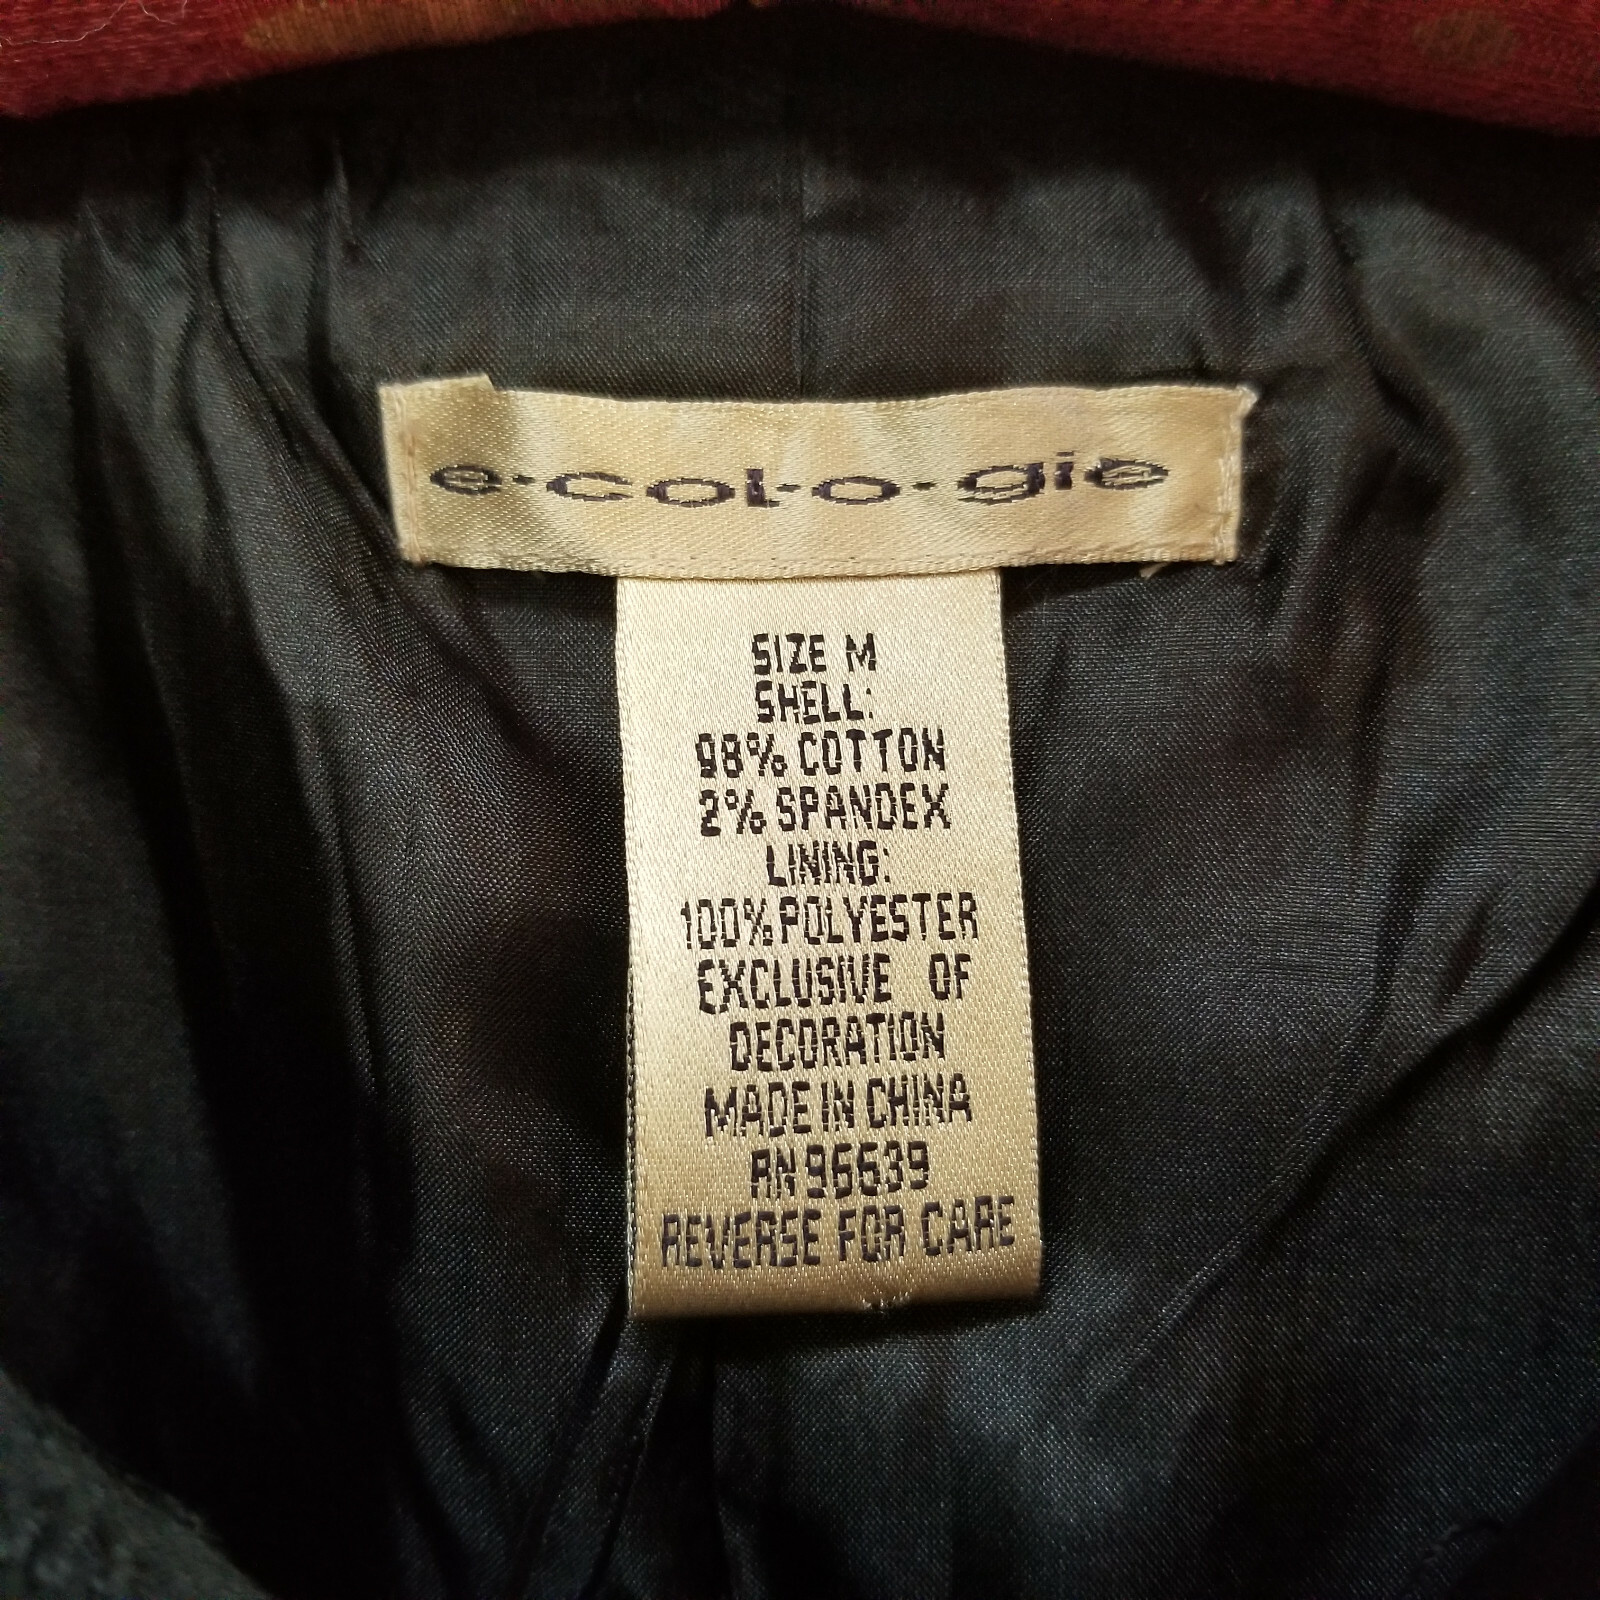 e·col·o·gie
SIZE M
SHELL:
98% COTTON
2% SPANDEX
LINING:
100% POLYESTER
EXCLUSIVE OF
DECORATION
MADE IN CHINA
RN 96639
REVERSE FOR CARE